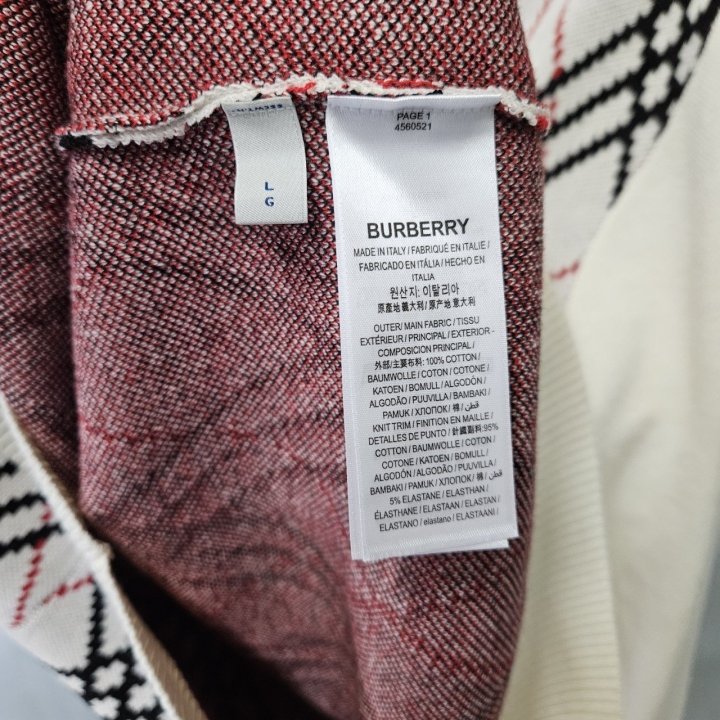 L
G
PAGE 1
4560521
BURBERRY
MADE IN ITALY / FABRIQUÉ EN ITALIE /
FABRICADO EN ITÁLIA / HECHO EN
ITALIA
원산지: 이탈리아
原產地 義大利 / 原产地 意大利
OUTER/ MAIN FABRIC / TISSU
EXTÉRIEUR / PRINCIPAL / EXTERIOR -
COMPOSICION PRINCIPAL /
外部/主要布料: 100% COTTON /
BAUMWOLLE / COTON / COTONE /
KATOEN / BOMULL / ALGODÓN /
ALGODÃO / PUUVILLA / BAMBAKI /
PAMUK / ХЛОПОК / 棉 / قطن /
KNIT TRIM / FINITION EN MAILLE /
DETALLES DE PUNTO / 針織副料: 95%
COTTON / BAUMWOLLE / COTON /
COTONE / KATOEN / BOMULL /
ALGODÓN / ALGODÃO / PUUVILLA /
BAMBAKI / PAMUK / ХЛОПОК / 棉 / قطن /
5% ELASTANE / ELASTHAN /
ÉLASTHANE / ELASTAAN / ELASTAN /
ELASTANO / elastano / ELASTAANI /